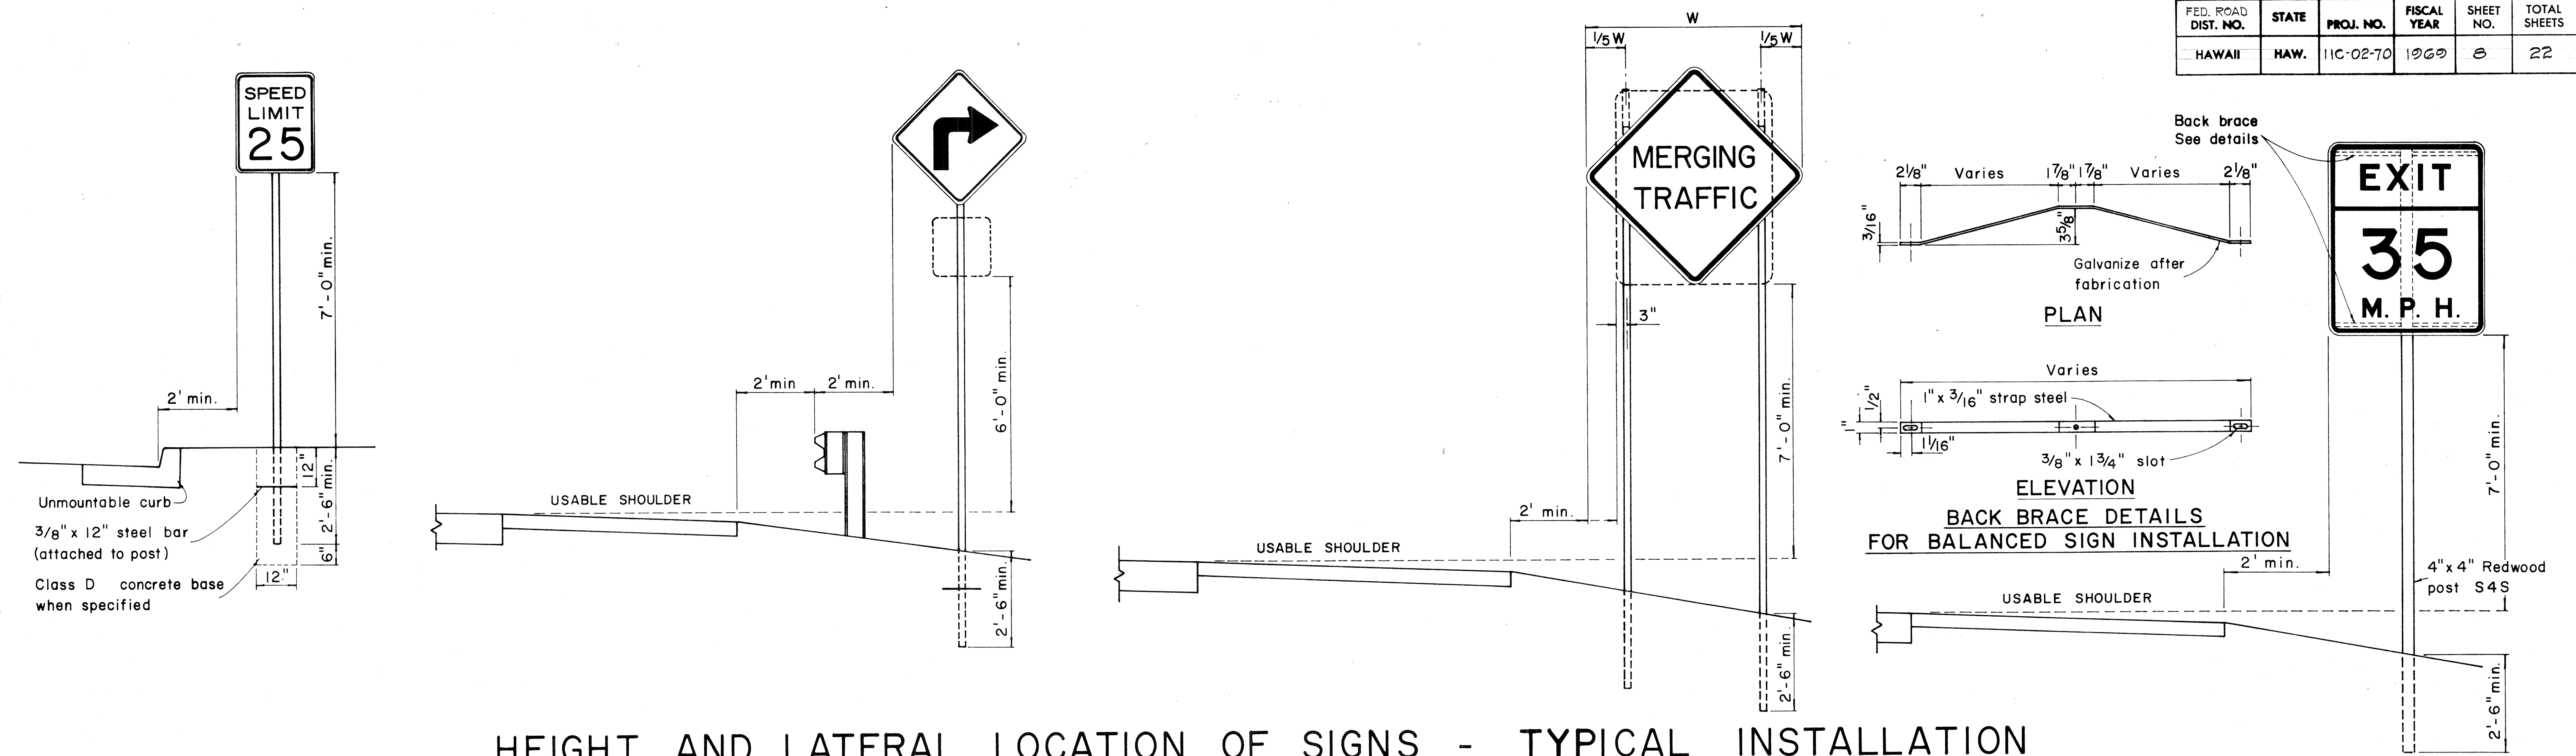 FED. ROAD DIST. NO. STATE PROJ. NO. FISCAL YEAR SHEET NO. TOTAL SHEETS
HAWAII HAW. 11C-02-70 1969 8 22
SPEED
LIMIT
25
7'-0" min.
2' min.
12"
2'-6" min.
6"
12"
Unmountable curb
3/8" x 12" steel bar
(attached to post)
Class D concrete base
when specified
2' min
2' min.
6'-0" min.
USABLE SHOULDER
2'-6" min.
W
1/5 W
1/5 W
MERGING
TRAFFIC
3"
7'-0" min.
2' min.
USABLE SHOULDER
2'-6" min.
2 1/8"
Varies
1 7/8"
1 7/8"
Varies
2 1/8"
3/16"
3 5/8"
Galvanize after
fabrication
PLAN
Varies
1" x 3/16" strap steel
1/2"
1"
1 1/16"
3/8" x 1 3/4" slot
ELEVATION
BACK BRACE DETAILS
FOR BALANCED SIGN INSTALLATION
Back brace
See details
EXIT
35
M. P. H.
7'-0" min.
2' min.
4" x 4" Redwood
post S4S
USABLE SHOULDER
2'-6" min.
HEIGHT AND LATERAL LOCATION OF SIGNS - TYPICAL INSTALLATION